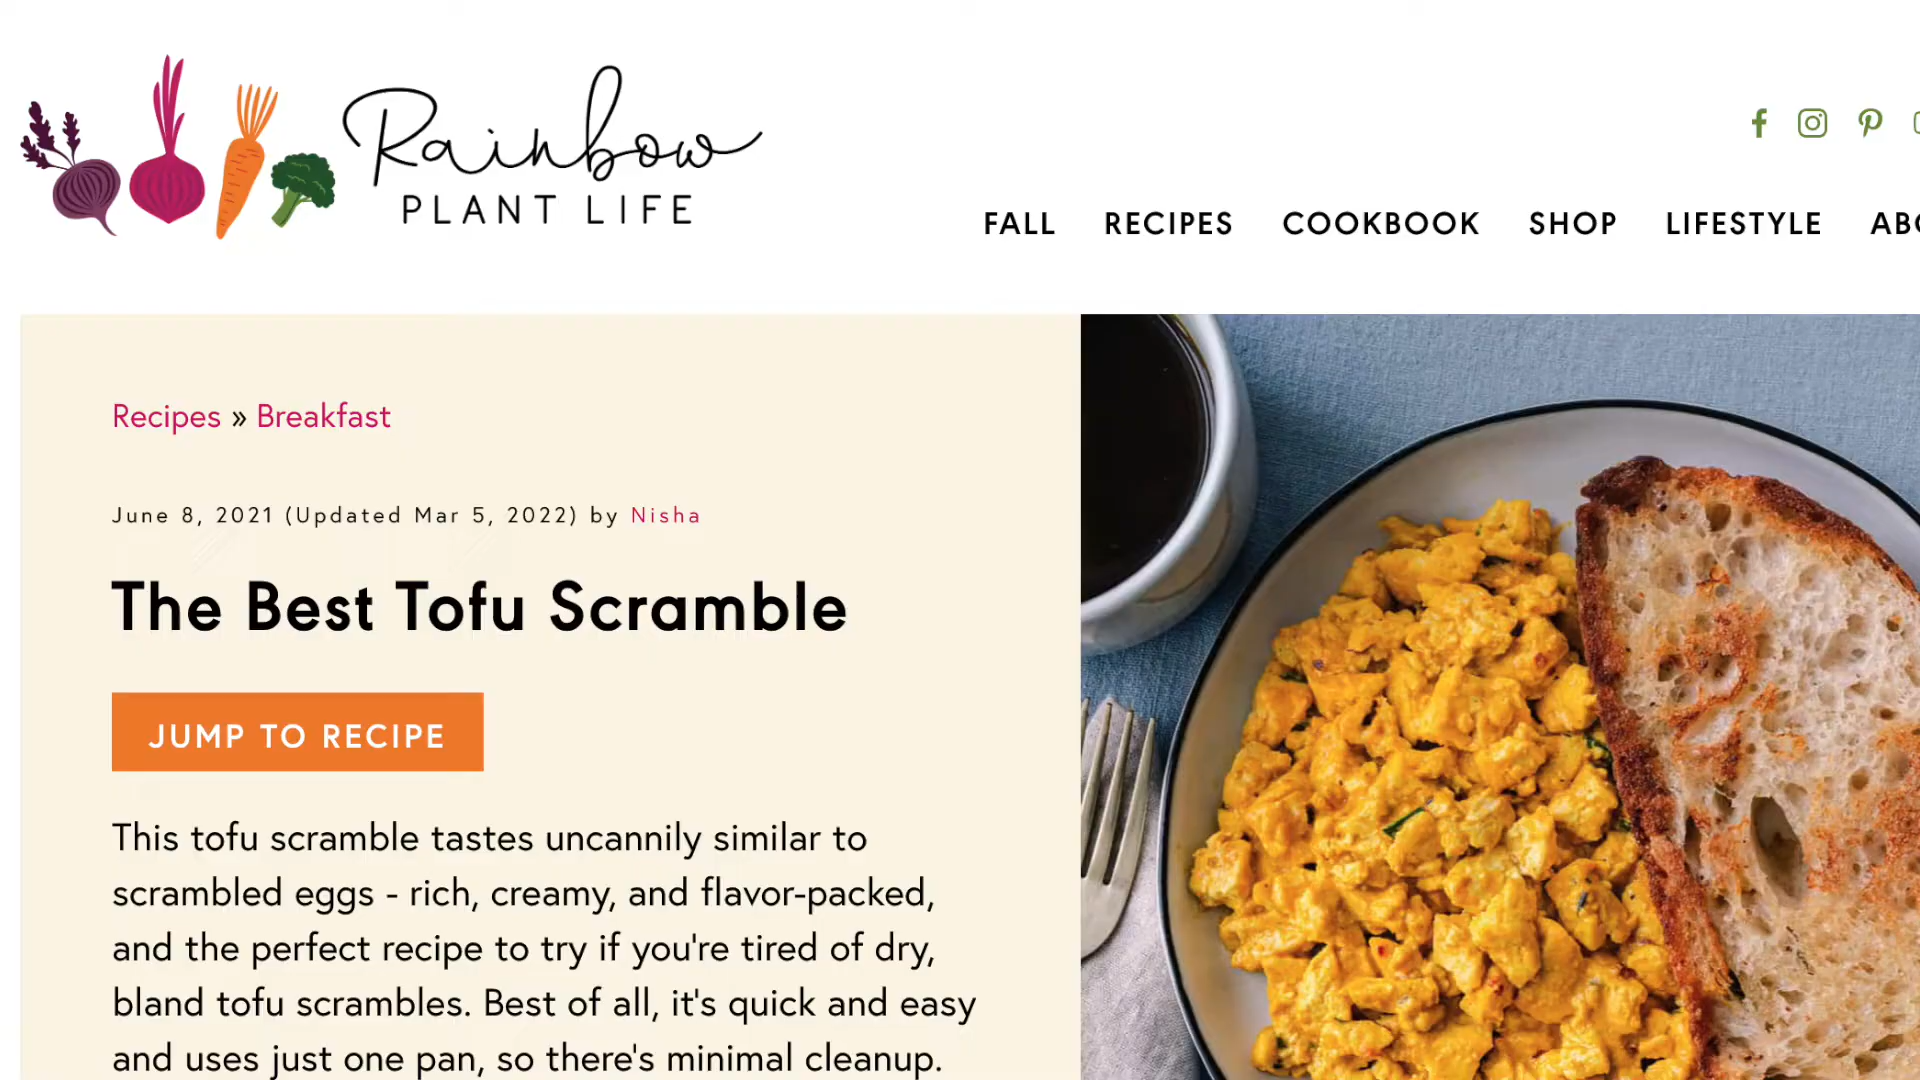 Rainbow
PLANT LIFE
FALL RECIPES COOKBOOK SHOP LIFESTYLE
Recipes » Breakfast
June 8, 2021 (Updated Mar 5, 2022) by Nisha
The Best Tofu Scramble
JUMP TO RECIPE
This tofu scramble tastes uncannily similar to
scrambled eggs - rich, creamy, and flavor-packed,
and the perfect recipe to try if you're tired of dry,
bland tofu scrambles. Best of all, it's quick and easy
and uses just one pan, so there's minimal cleanup.